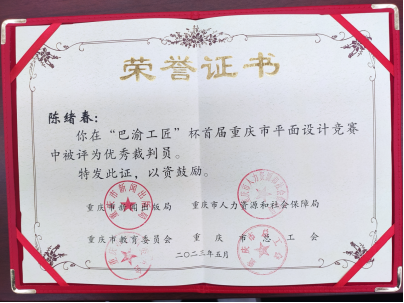 荣誉证书
陈绪春：
你在“巴渝工匠”杯首届重庆市平面设计竞赛
中被评为优秀裁判员。
特发此证，以资鼓励。
重庆市新闻出版局 重庆市人力资源和社会保障局
重庆市教育委员会 重庆市总工会
二〇二三年五月